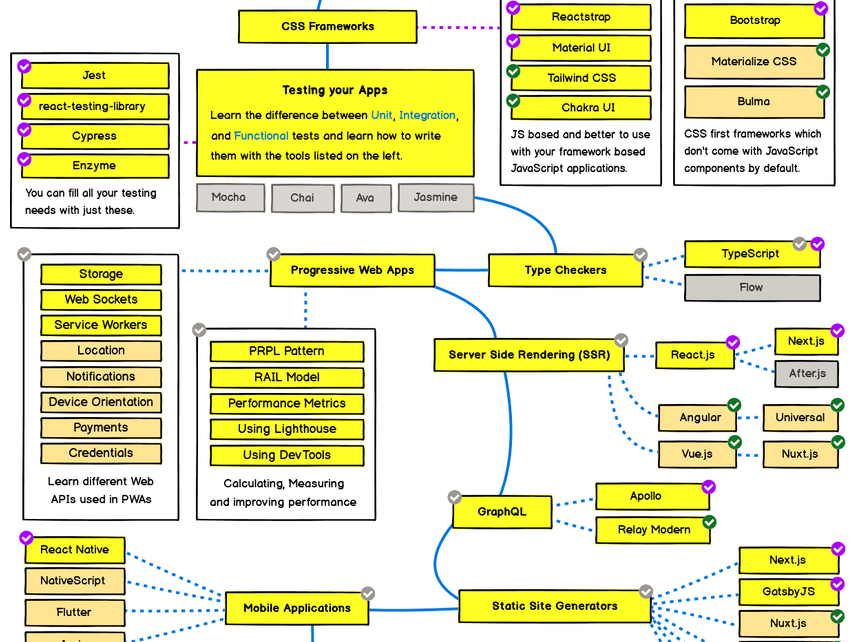 CSS Frameworks
Reactstrap
Material UI
Tailwind CSS
Chakra UI
JS based and better to use
with your framework based
JavaScript applications.
Bootstrap
Materialize CSS
Bulma
CSS first frameworks which
don't come with JavaScript
components by default.
Jest
react-testing-library
Cypress
Enzyme
You can fill all your testing
needs with just these.
Testing your Apps
Learn the difference between Unit, Integration,
and Functional tests and learn how to write
them with the tools listed on the left.
Mocha
Chai
Ava
Jasmine
Progressive Web Apps
Type Checkers
TypeScript
Flow
Storage
Web Sockets
Service Workers
Location
Notifications
Device Orientation
Payments
Credentials
Learn different Web
APIs used in PWAs
PRPL Pattern
RAIL Model
Performance Metrics
Using Lighthouse
Using DevTools
Calculating, Measuring
and improving performance
Server Side Rendering (SSR)
React.js
Next.js
After.js
Angular
Universal
Vue.js
Nuxt.js
GraphQL
Apollo
Relay Modern
React Native
NativeScript
Flutter
Mobile Applications
Static Site Generators
Next.js
GatsbyJS
Nuxt.js